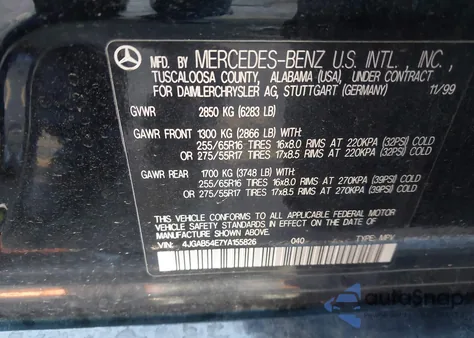 MFD. BY MERCEDES-BENZ U.S. INTL., INC.,
TUSCALOOSA COUNTY, ALABAMA (USA), UNDER CONTRACT
FOR DAIMLERCHRYSLER AG, STUTTGART (GERMANY) 11/99
GVWR 2850 KG (6283 LB)
GAWR FRONT 1300 KG (2866 LB) WITH:
255/65R16 TIRES 16x8.0 RIMS AT 220KPA (32PSI) COLD
OR 275/55R17 TIRES 17x8.5 RIMS AT 220KPA (32PSI) COLD
GAWR REAR 1700 KG (3748 LB) WITH:
255/65R16 TIRES 16x8.0 RIMS AT 270KPA (39PSI) COLD
OR 275/55R17 TIRES 17x8.5 RIMS AT 270KPA (39PSI) COLD
THIS VEHICLE CONFORMS TO ALL APPLICABLE FEDERAL MOTOR
VEHICLE SAFETY STANDARDS IN EFFECT ON THE DATE OF
MANUFACTURE SHOWN ABOVE.
VIN: 4JGAB54E7YA155826 040 TYPE: MPV
autoSnaps